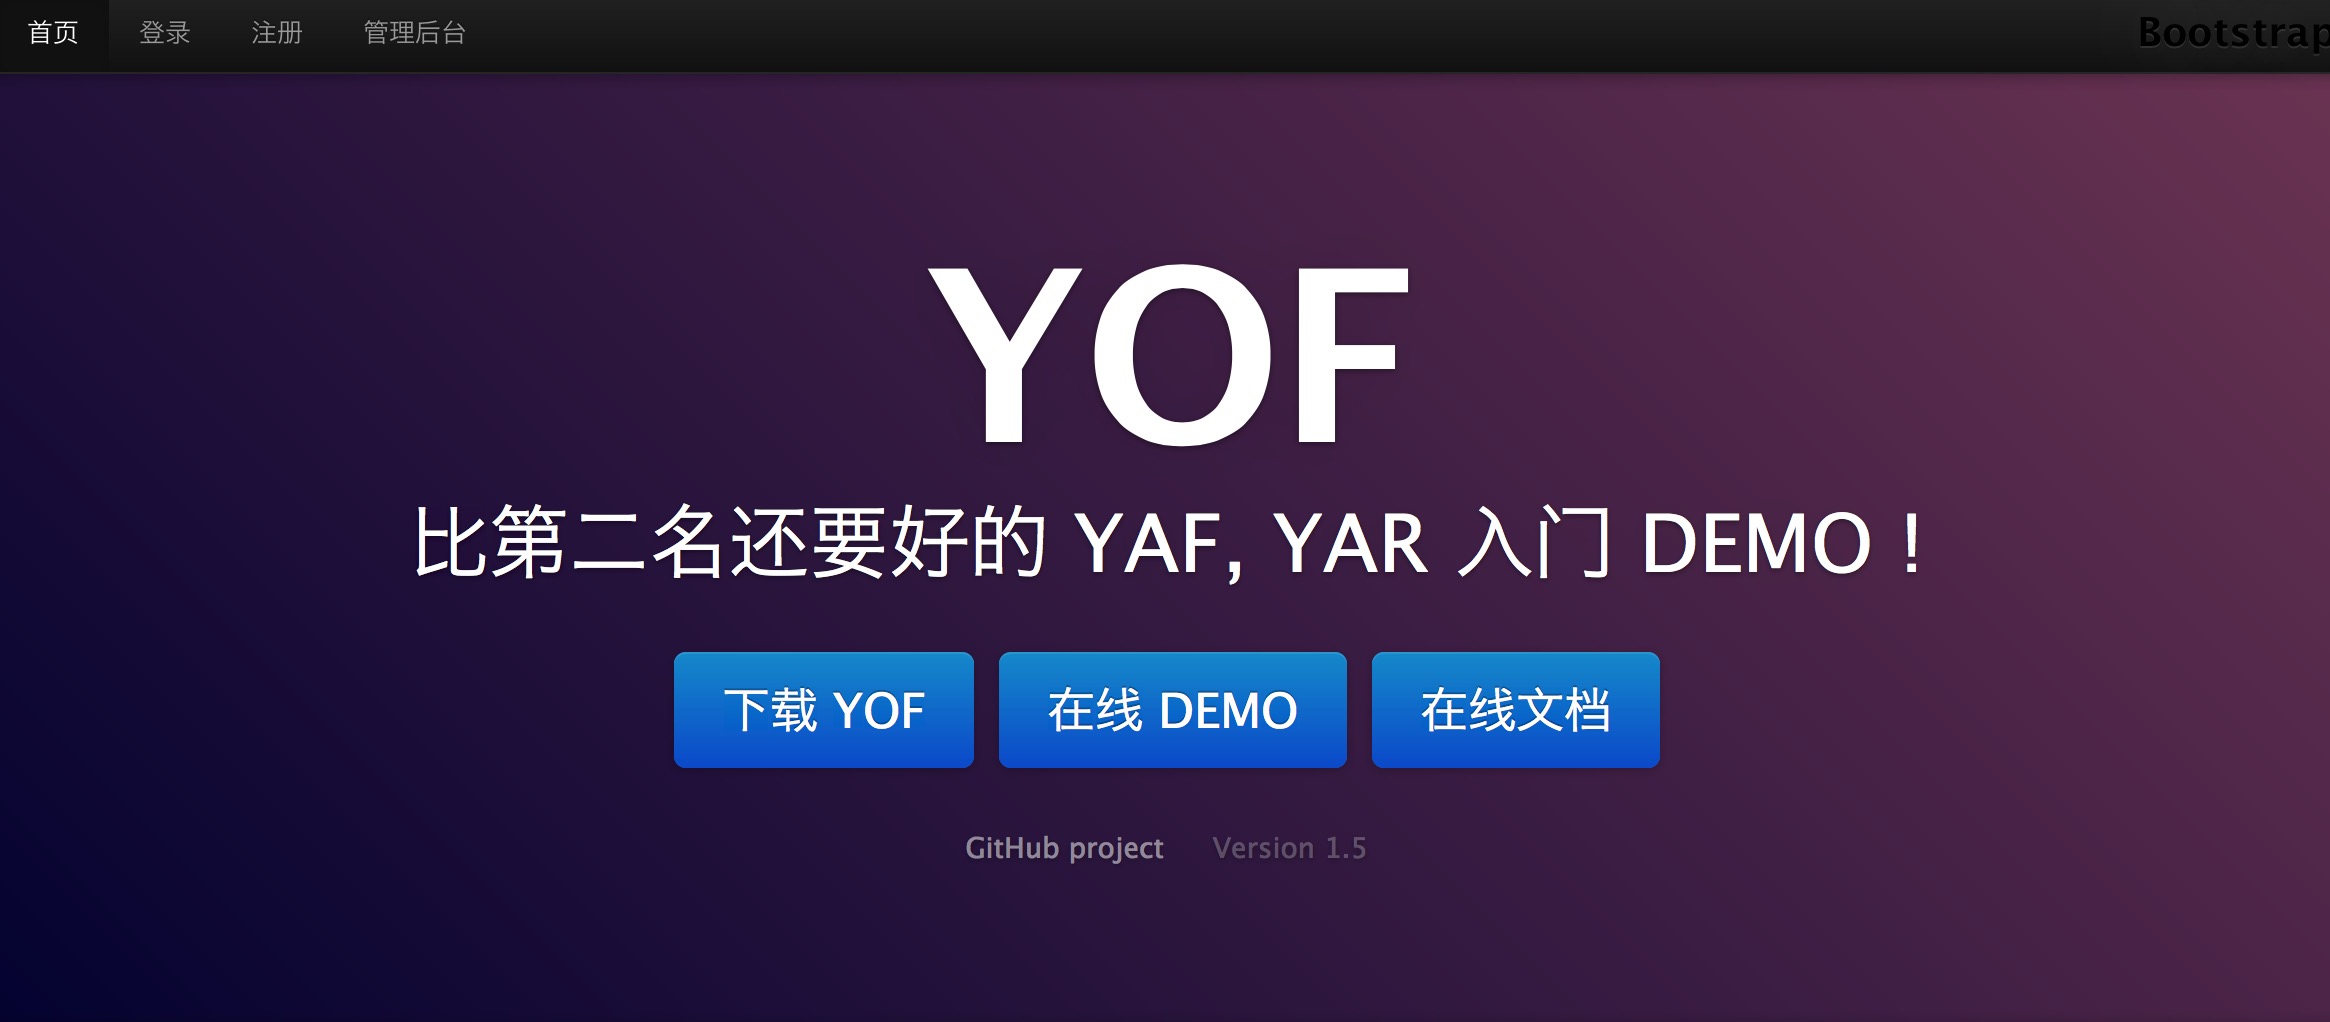 首页 登录 注册 管理后台 Bootstrap
YOF
比第二名还要好的 YAF, YAR 入门 DEMO！
下载 YOF 在线 DEMO 在线文档
GitHub project Version 1.5